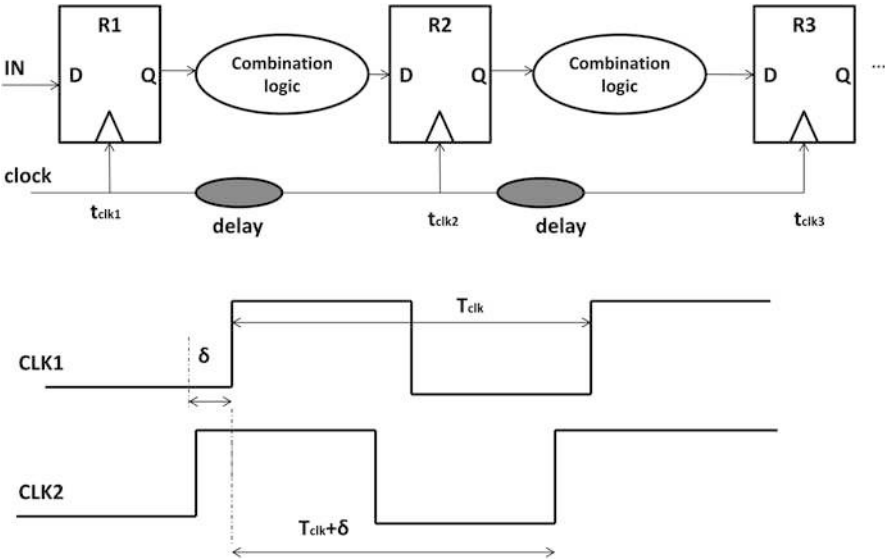 R1
R2
R3
IN
D
Q
Combination
logic
D
Q
Combination
logic
D
Q
...
clock
tclk1
delay
tclk2
delay
tclk3
Tclk
δ
CLK1
CLK2
Tclk+δ